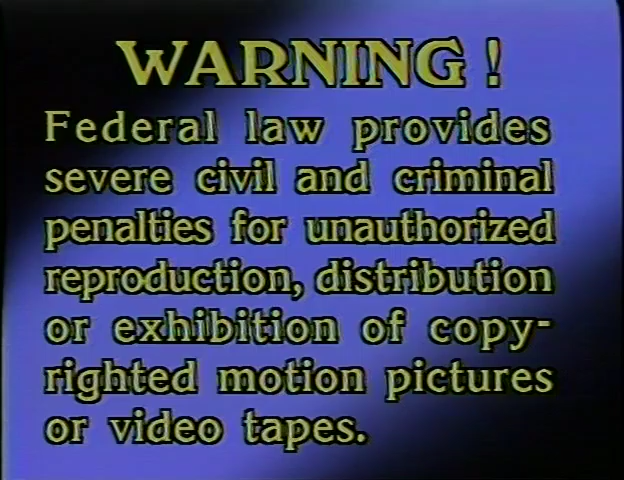 WARNING !
Federal law provides
severe civil and criminal
penalties for unauthorized
reproduction, distribution
or exhibition of copy-
righted motion pictures
or video tapes.